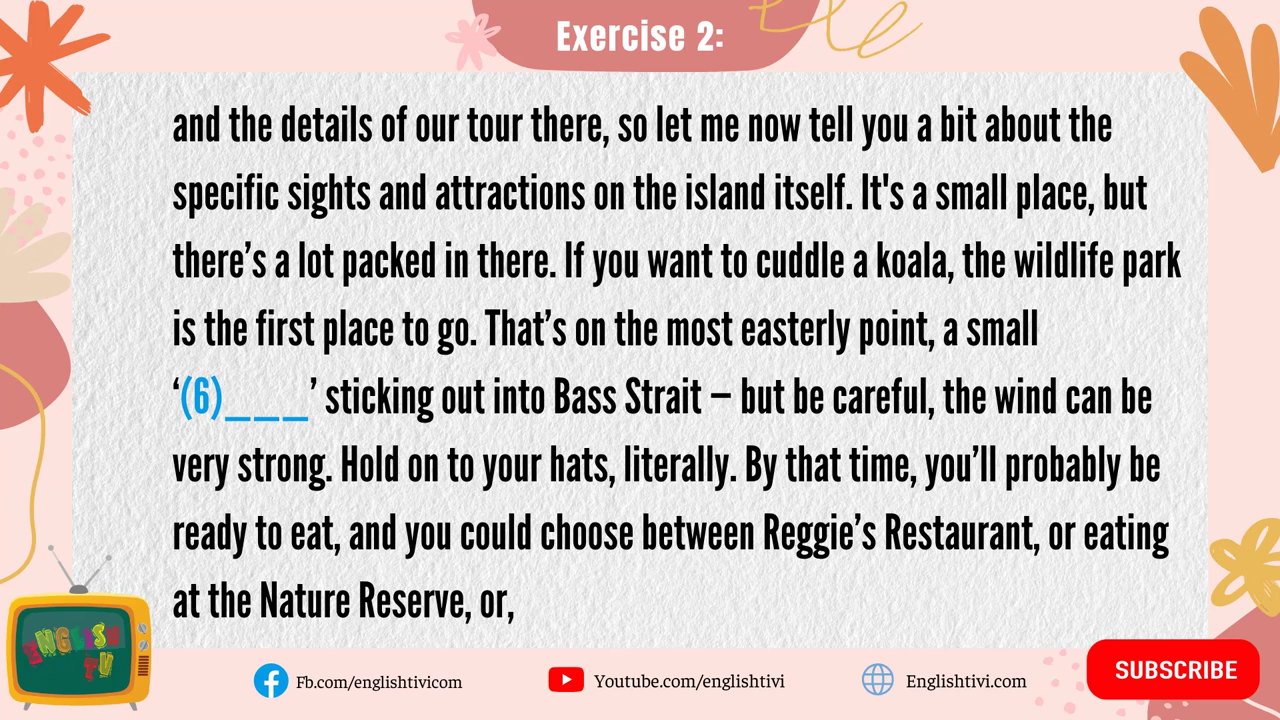 Exercise 2:
and the details of our tour there, so let me now tell you a bit about the
specific sights and attractions on the island itself. It's a small place, but
there’s a lot packed in there. If you want to cuddle a koala, the wildlife park
is the first place to go. That’s on the most easterly point, a small
‘(6)___’ sticking out into Bass Strait – but be careful, the wind can be
very strong. Hold on to your hats, literally. By that time, you’ll probably be
ready to eat, and you could choose between Reggie’s Restaurant, or eating
at the Nature Reserve, or,
ENGLISH
TV
Fb.com/englishtivicom
Youtube.com/englishtivi
Englishtivi.com
SUBSCRIBE